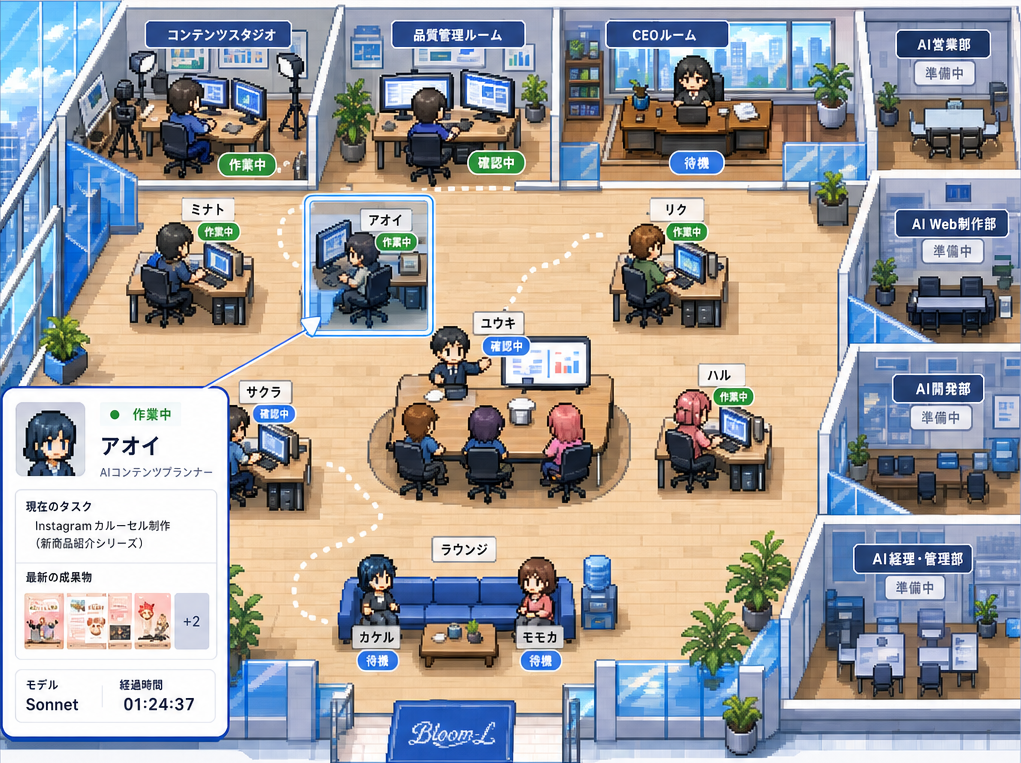 コンテンツスタジオ
作業中
品質管理ルーム
確認中
CEOルーム
待機
AI営業部
準備中
ミナト
作業中
アオイ
作業中
リク
作業中
AI Web制作部
準備中
ユウキ
確認中
サクラ
確認中
ハル
作業中
AI開発部
準備中
作業中
アオイ
AIコンテンツプランナー
現在のタスク
Instagram カルーセル制作
（新商品紹介シリーズ）
最新の成果物
+2
モデル
Sonnet
経過時間
01:24:37
ラウンジ
カケル
待機
モモカ
待機
AI経理・管理部
準備中
Bloom-L